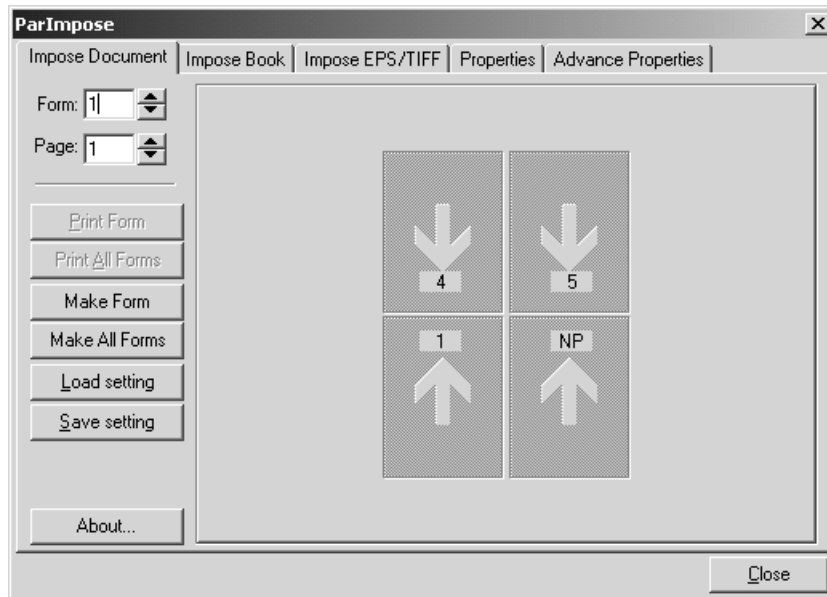 ParImpose
Impose Document Impose Book Impose EPS/TIFF Properties Advance Properties
Form: 1
Page: 1
Print Form
Print All Forms
Make Form
Make All Forms
Load setting
Save setting
About...
4 5
1 NP
Close